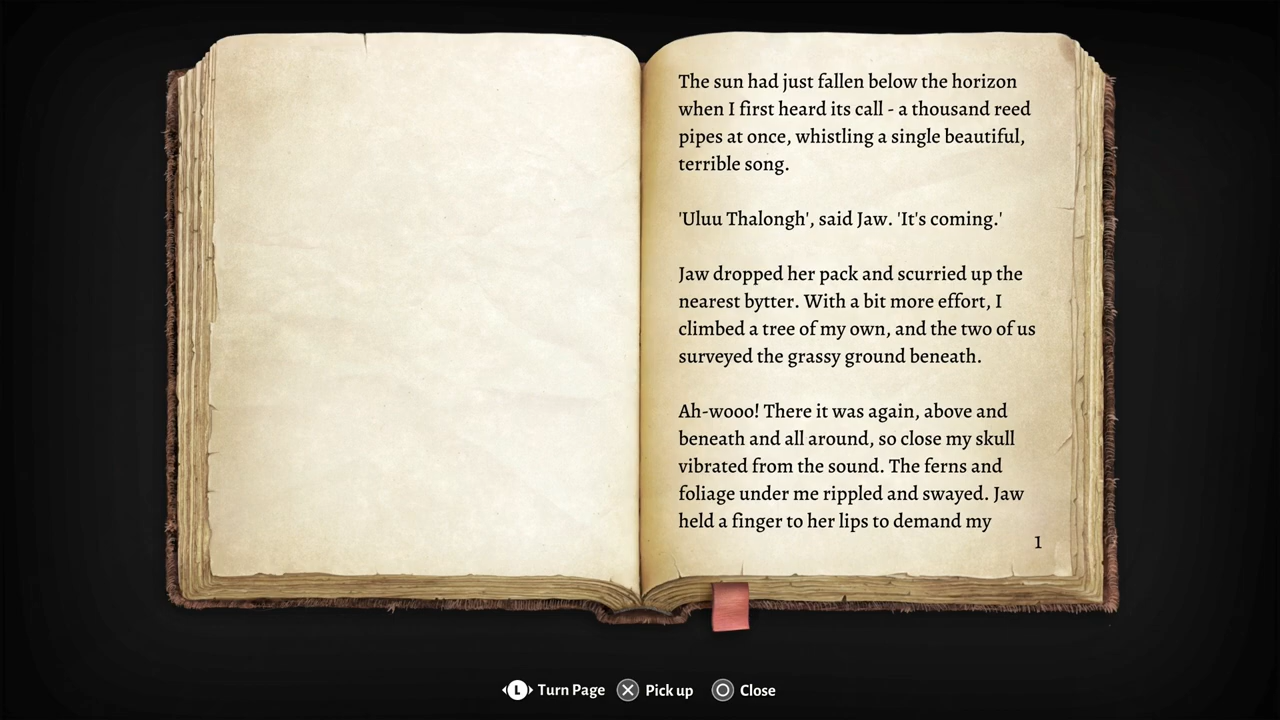 The sun had just fallen below the horizon
when I first heard its call - a thousand reed
pipes at once, whistling a single beautiful,
terrible song.
'Uluu Thalongh', said Jaw. 'It's coming.'
Jaw dropped her pack and scurried up the
nearest bytter. With a bit more effort, I
climbed a tree of my own, and the two of us
surveyed the grassy ground beneath.
Ah-wooo! There it was again, above and
beneath and all around, so close my skull
vibrated from the sound. The ferns and
foliage under me rippled and swayed. Jaw
held a finger to her lips to demand my
1
L Turn Page Pick up Close